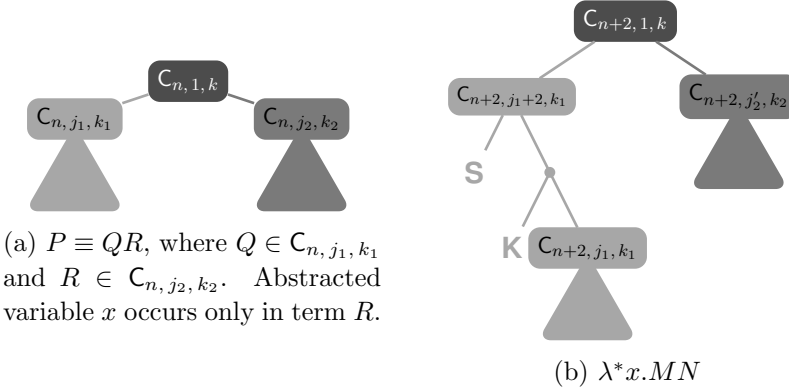 C_{n,1,k}
C_{n,j_1,k_1}
C_{n,j_2,k_2}
(a) P ≡ QR, where Q ∈ C_{n,j_1,k_1}
and R ∈ C_{n,j_2,k_2}. Abstracted
variable x occurs only in term R.
C_{n+2,1,k}
C_{n+2,j_1+2,k_1}
C_{n+2,j'_2,k_2}
S
K
C_{n+2,j_1,k_1}
(b) λ*x.MN